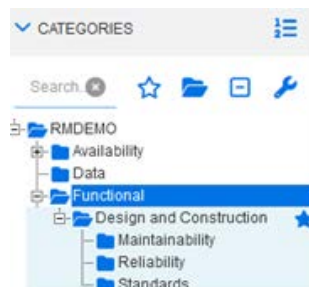 CATEGORIES
Search..
RMDEMO
Availability
Data
Functional
Design and Construction
Maintainability
Reliability
Standards